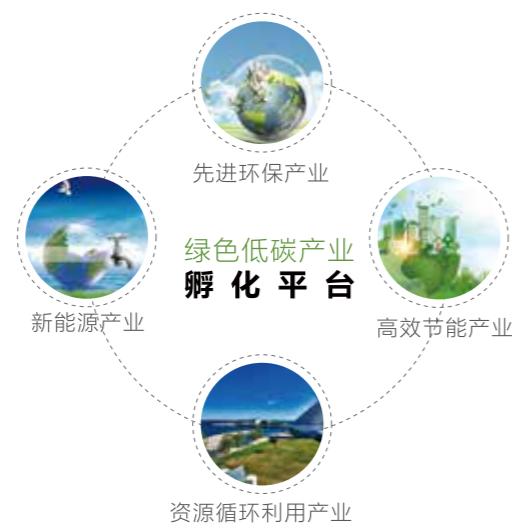 先进环保产业
绿色低碳产业
孵化平台
新能源产业
高效节能产业
资源循环利用产业